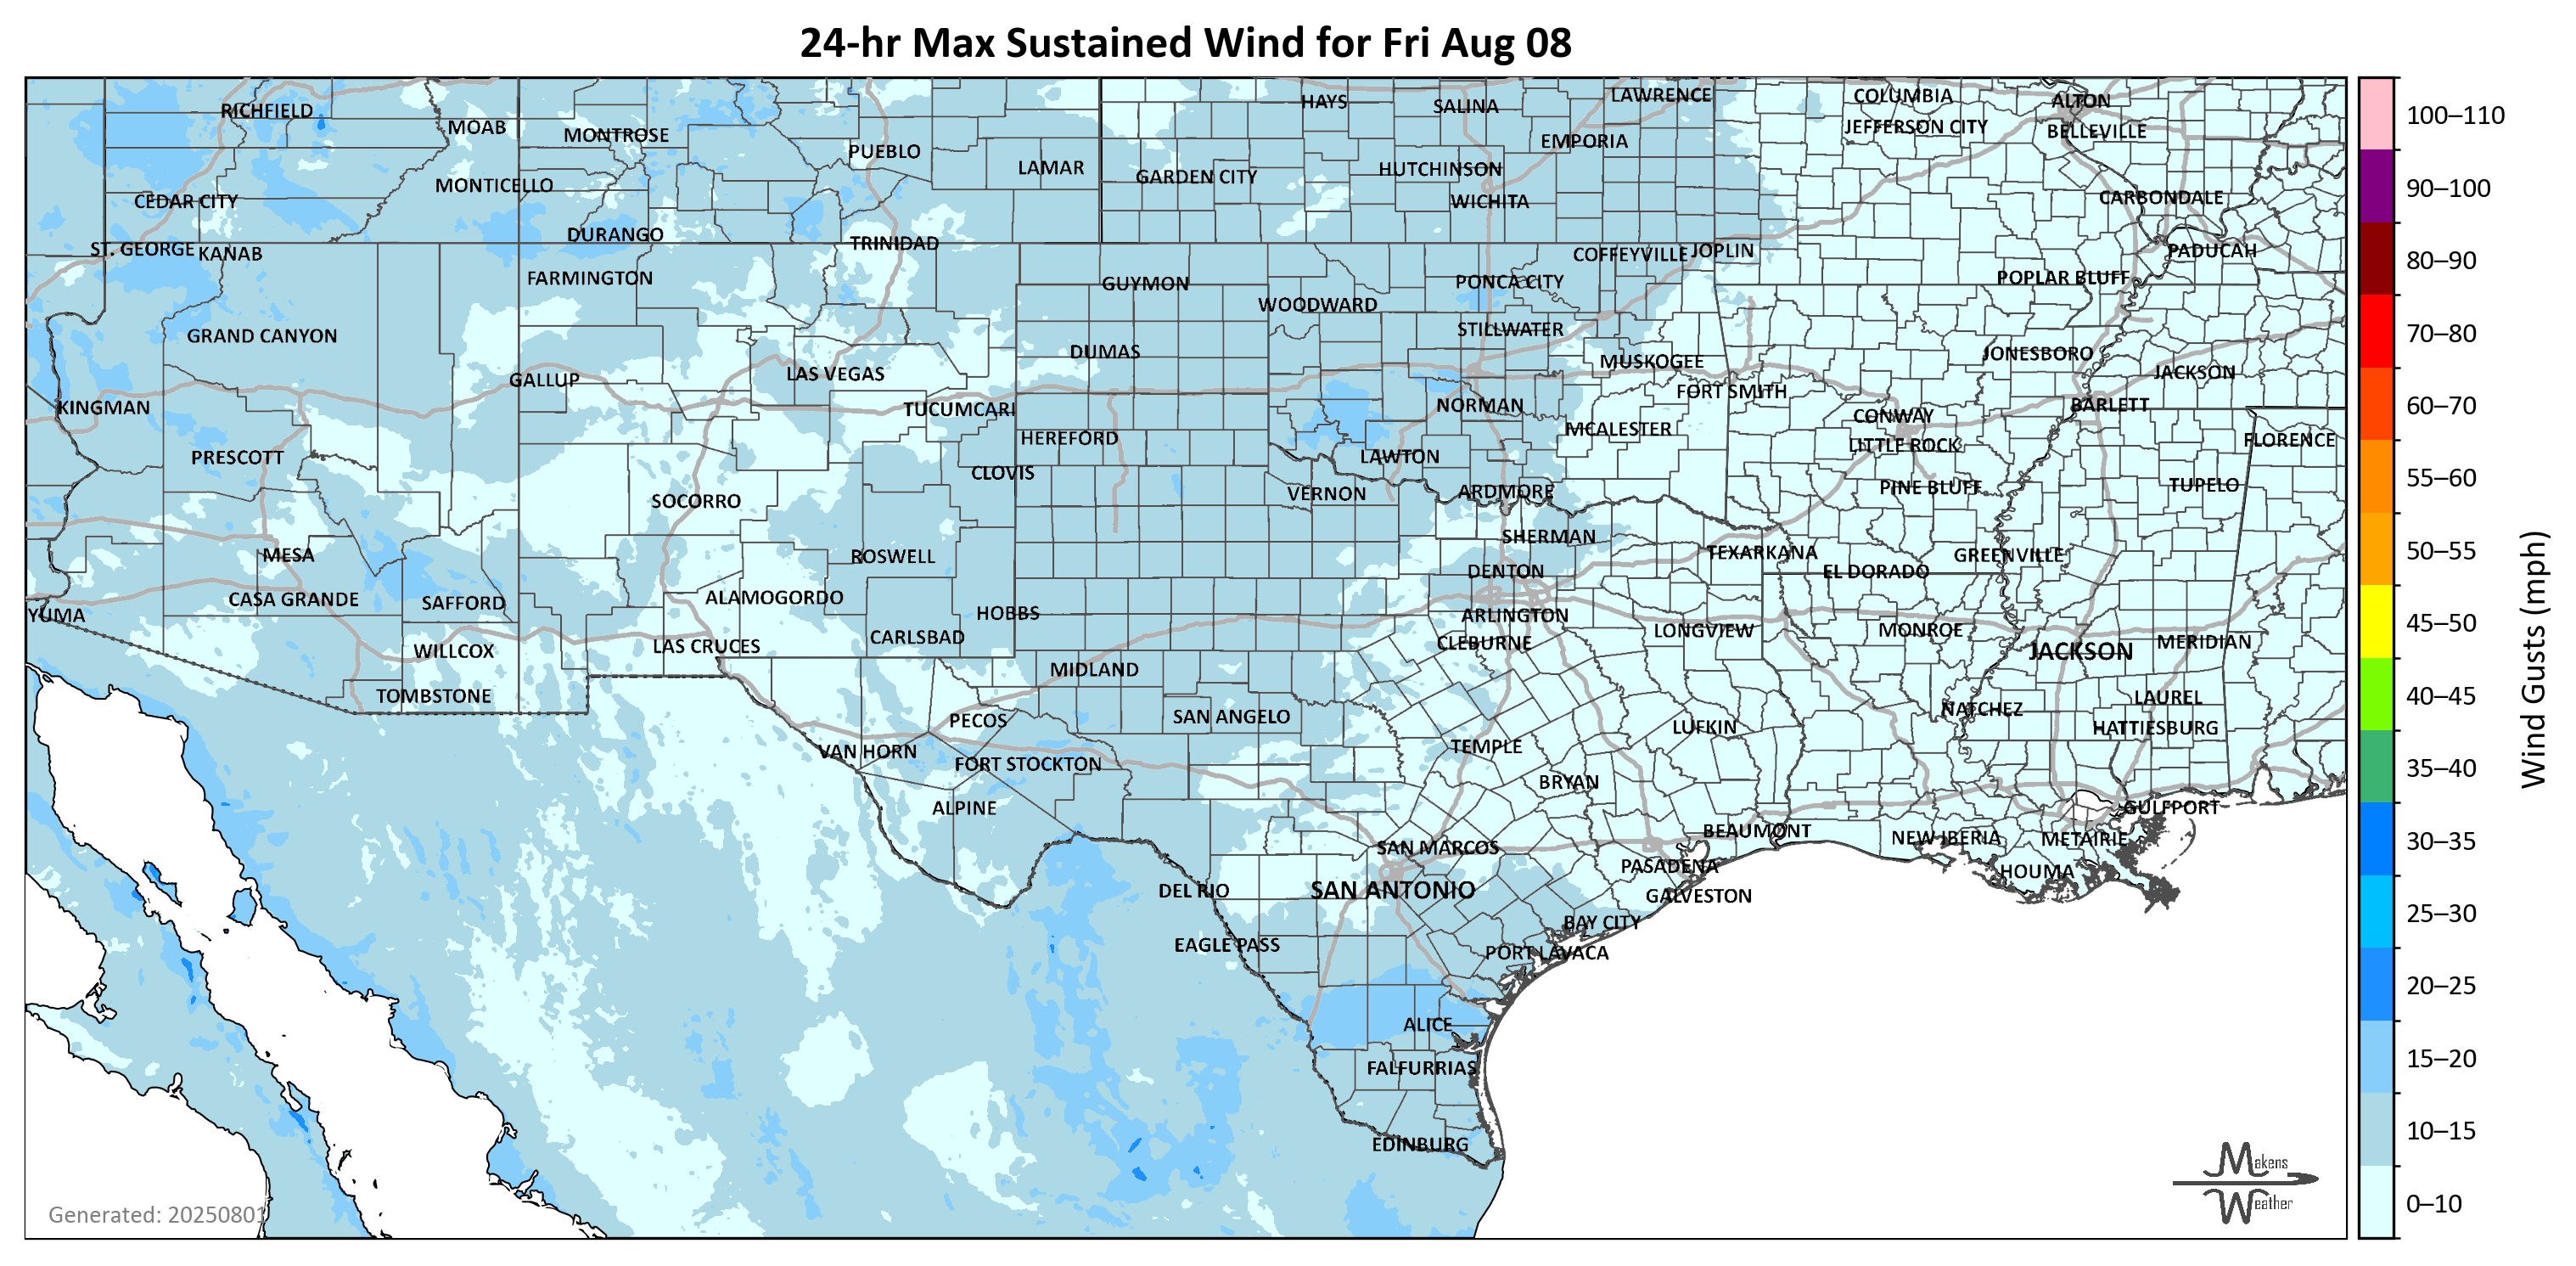 24-hr Max Sustained Wind for Fri Aug 08
RICHFIELD
MOAB
MONTROSE
PUEBLO
LAMAR
HAYS
SALINA
LAWRENCE
COLUMBIA
ALTON
JEFFERSON CITY
BELLEVILLE
EMPORIA
GARDEN CITY
HUTCHINSON
WICHITA
CEDAR CITY
MONTICELLO
CARBONDALE
ST. GEORGE
KANAB
DURANGO
TRINIDAD
COFFEYVILLE
JOPLIN
PADUCAH
FARMINGTON
GUYMON
PONCA CITY
POPLAR BLUFF
WOODWARD
GRAND CANYON
DUMAS
STILLWATER
MUSKOGEE
JONESBORO
GALLUP
LAS VEGAS
FORT SMITH
JACKSON
KINGMAN
TUCUMCARI
NORMAN
CONWAY
BARLETT
HEREFORD
MCALESTER
LITTLE ROCK
FLORENCE
PRESCOTT
CLOVIS
LAWTON
SOCORRO
VERNON
ARDMORE
PINE BLUFF
TUPELO
MESA
ROSWELL
SHERMAN
TEXARKANA
GREENVILLE
DENTON
EL DORADO
YUMA
CASA GRANDE
SAFFORD
ALAMOGORDO
HOBBS
ARLINGTON
WILLCOX
LAS CRUCES
CARLSBAD
CLEBURNE
LONGVIEW
MONROE
JACKSON
MERIDIAN
TOMBSTONE
MIDLAND
LAUREL
PECOS
SAN ANGELO
LUFKIN
NATCHEZ
HATTIESBURG
VAN HORN
FORT STOCKTON
TEMPLE
BRYAN
ALPINE
GULFPORT
SAN MARCOS
BEAUMONT
NEW IBERIA
METAIRIE
PASADENA
HOUMA
DEL RIO
SAN ANTONIO
GALVESTON
EAGLE PASS
BAY CITY
PORT LAVACA
ALICE
FALFURRIAS
EDINBURG
Generated: 20250801
Makens
Weather
100–110
90–100
80–90
70–80
60–70
55–60
50–55
45–50
40–45
35–40
30–35
25–30
20–25
15–20
10–15
0–10
Wind Gusts (mph)